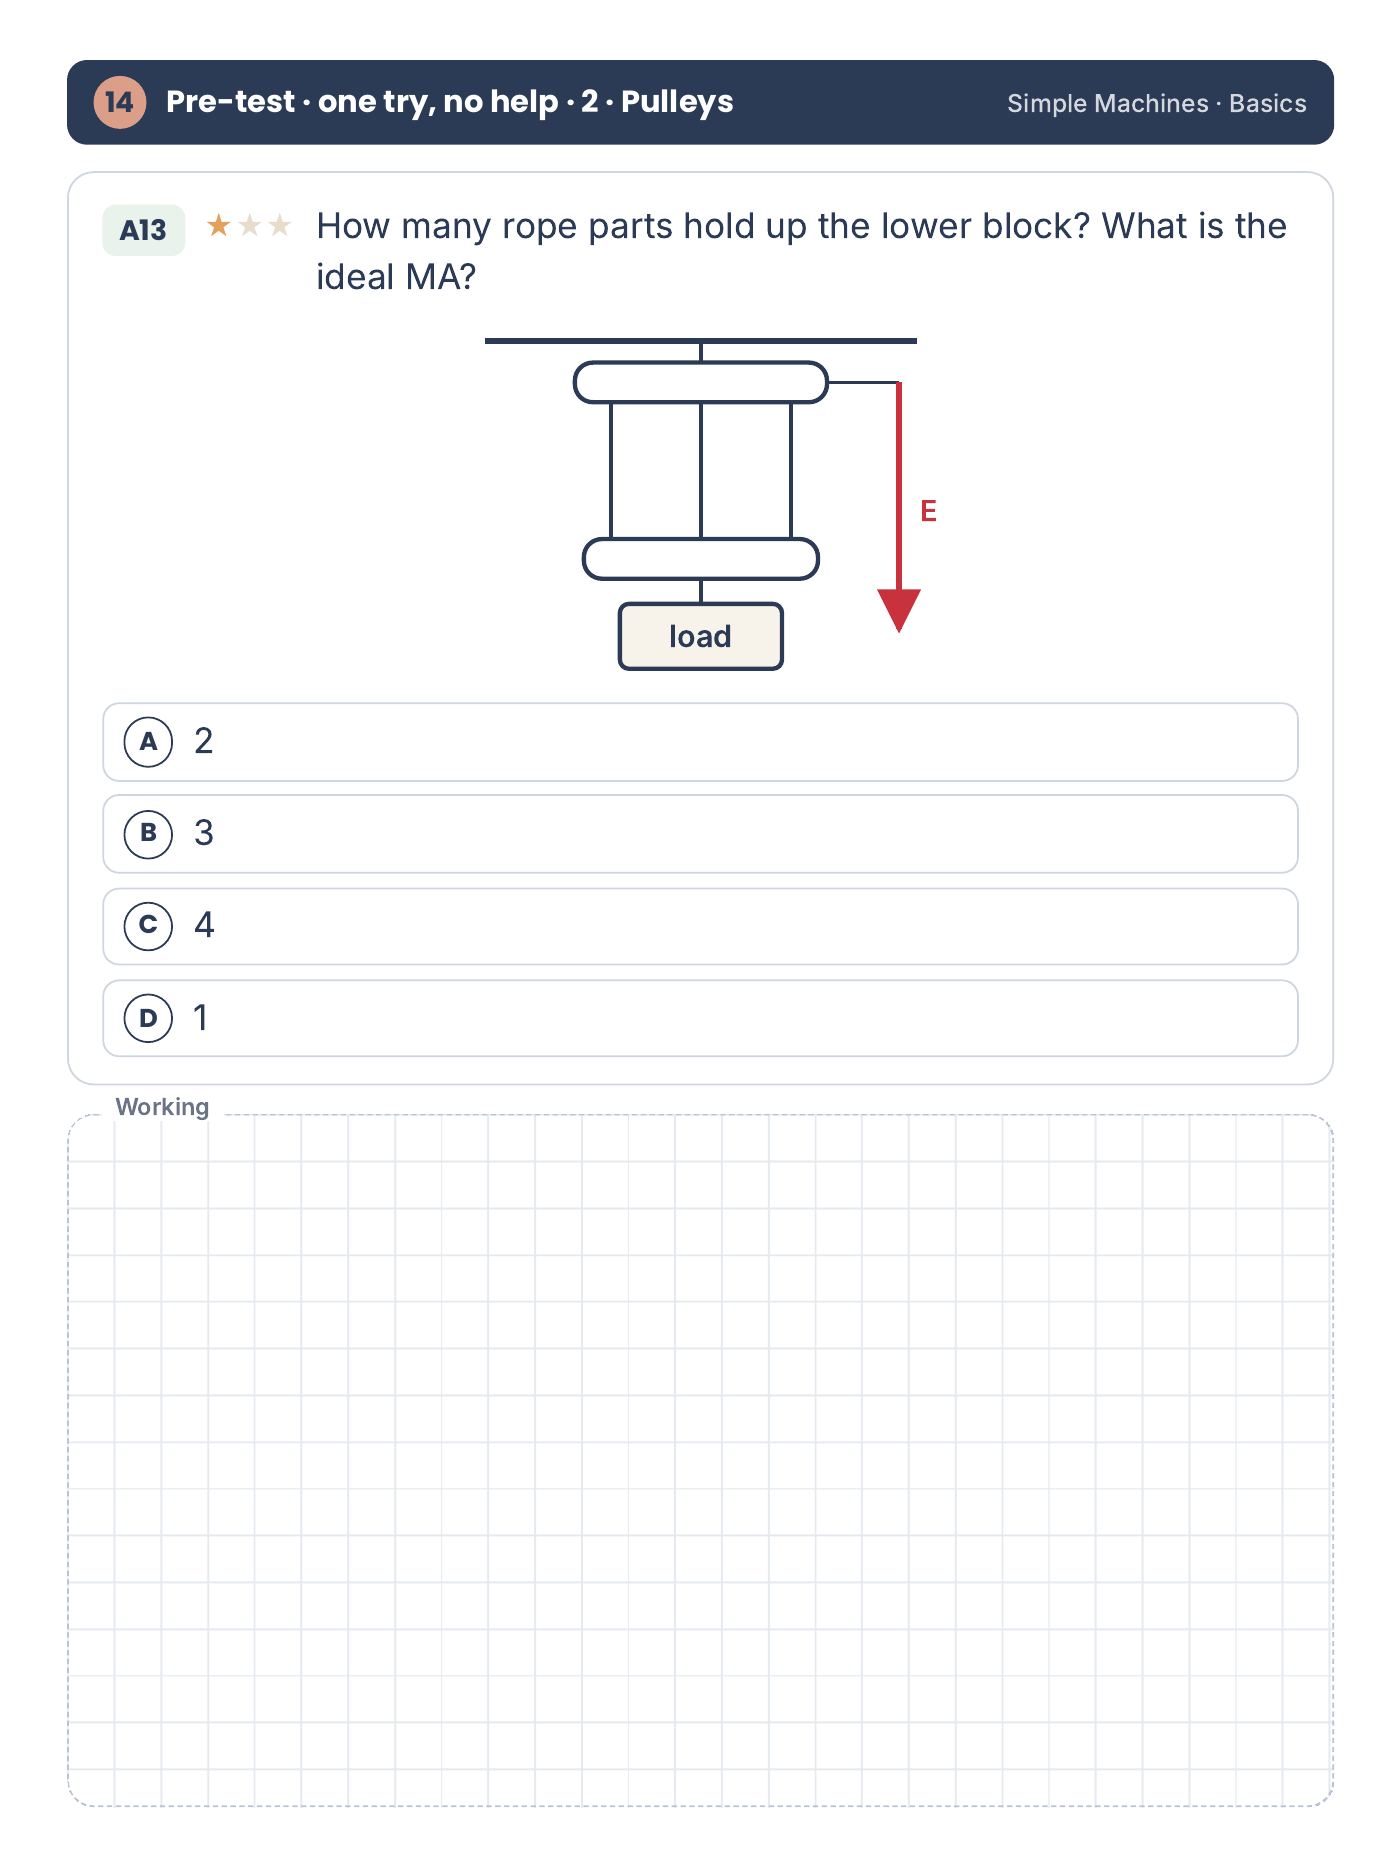 14 Pre-test · one try, no help · 2 · Pulleys Simple Machines · Basics
A13 ★★★ How many rope parts hold up the lower block? What is the
ideal MA?
E
load
A 2
B 3
C 4
D 1
Working